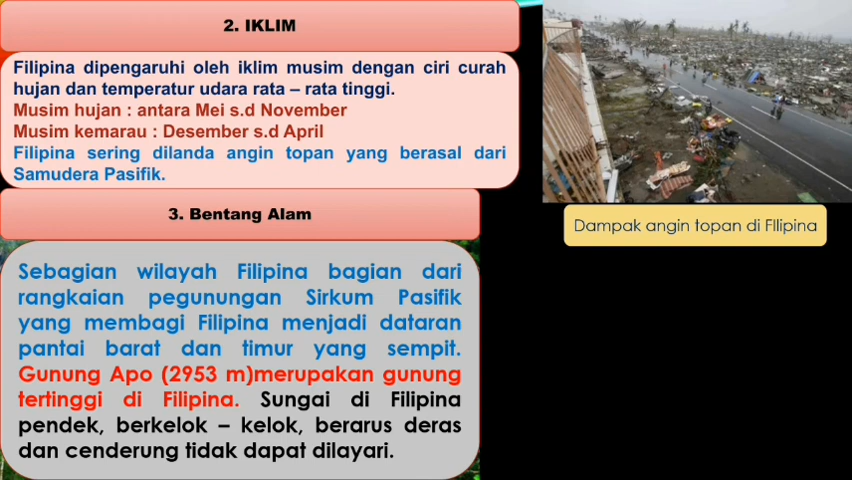 2. IKLIM
Filipina dipengaruhi oleh iklim musim dengan ciri curah
hujan dan temperatur udara rata – rata tinggi.
Musim hujan : antara Mei s.d November
Musim kemarau : Desember s.d April
Filipina sering dilanda angin topan yang berasal dari
Samudera Pasifik.
3. Bentang Alam
Sebagian wilayah Filipina bagian dari
rangkaian pegunungan Sirkum Pasifik
yang membagi Filipina menjadi dataran
pantai barat dan timur yang sempit.
Gunung Apo (2953 m)merupakan gunung
tertinggi di Filipina. Sungai di Filipina
pendek, berkelok – kelok, berarus deras
dan cenderung tidak dapat dilayari.
Dampak angin topan di FIlipina